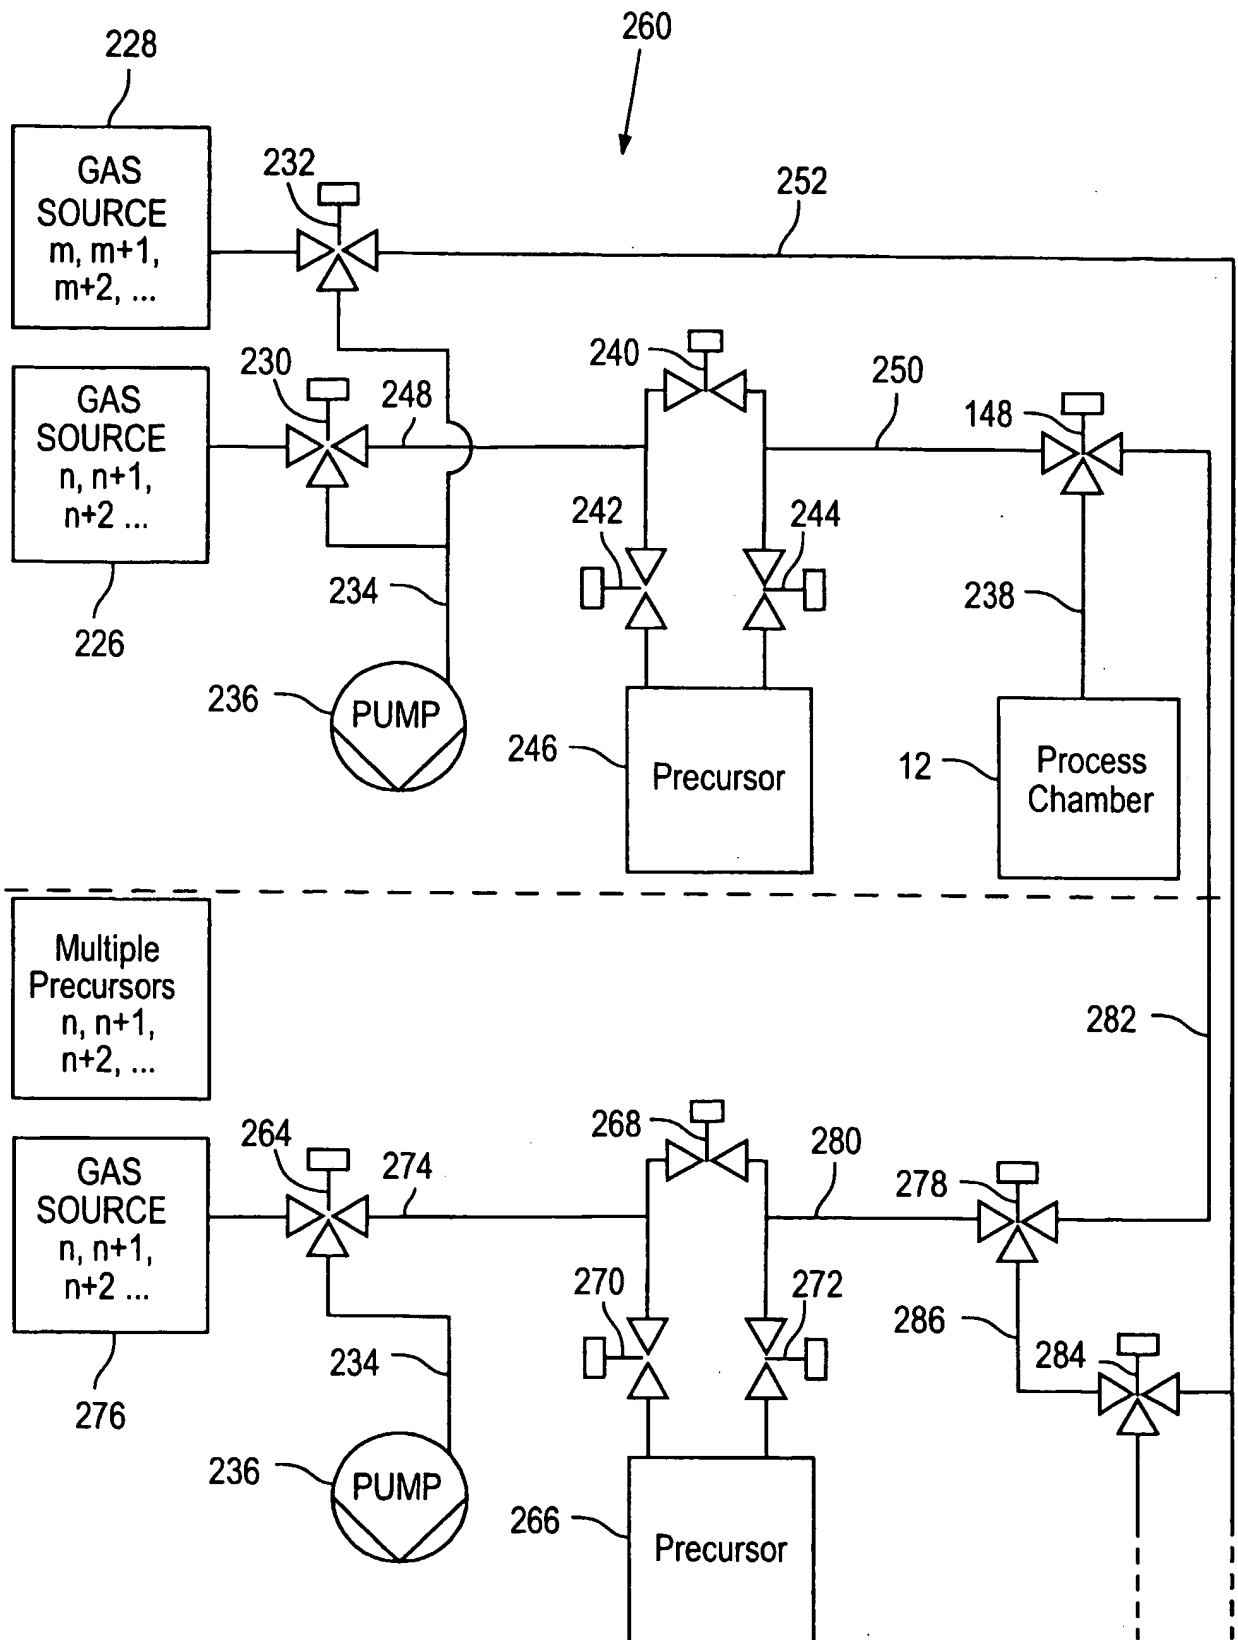 260
228
GAS
SOURCE
m, m+1,
m+2, ...
232
252
230
248
240
250
148
GAS
SOURCE
n, n+1,
n+2 ...
226
242
244
234
238
236
PUMP
246
Precursor
12
Process
Chamber
Multiple
Precursors
n, n+1,
n+2, ...
282
264
274
268
280
278
GAS
SOURCE
n, n+1,
n+2 ...
276
270
272
286
284
234
236
PUMP
266
Precursor